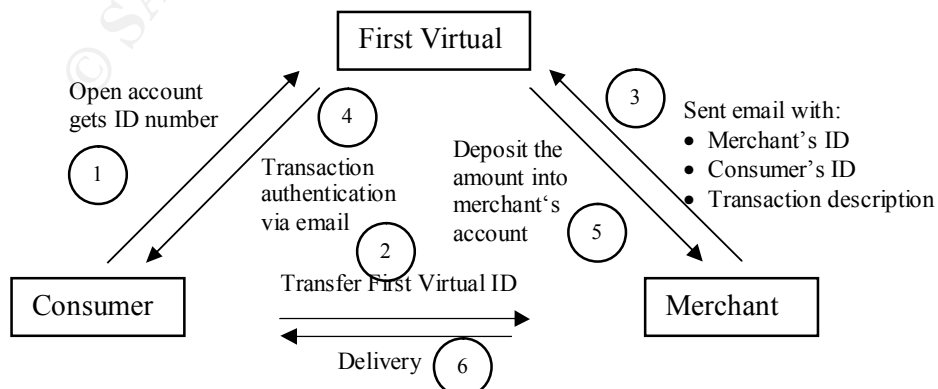 © SA
First Virtual
Open account
gets ID number
1
4
Transaction
authentication
via email
3
Sent email with:
• Merchant's ID
• Consumer's ID
• Transaction description
Deposit the
amount into
merchant‘s
account
5
2
Consumer
Transfer First Virtual ID
Merchant
Delivery
6